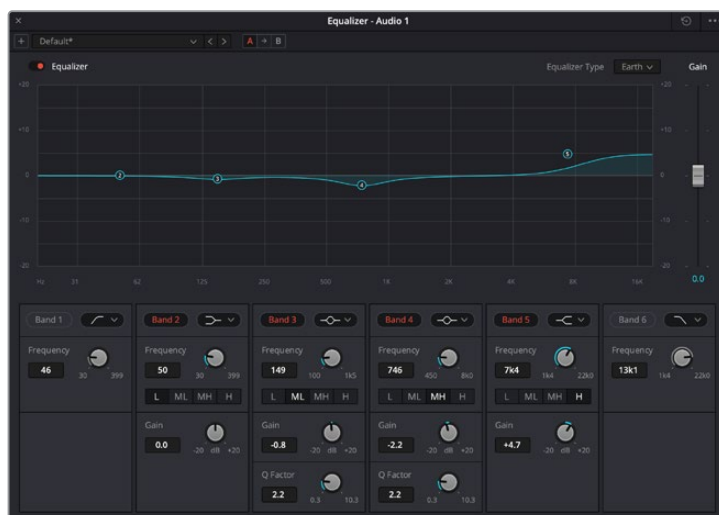 Equalizer - Audio 1
Default*
A B
Equalizer
Equalizer Type Earth Gain
+20 +20
+10 +10
0 0
-10 -10
-20 -20
2 3 4 5
Hz 31 62 125 250 500 1K 2K 4K 8K 16K
0.0
Band 1 Band 2 Band 3 Band 4 Band 5 Band 6
Frequency Frequency Frequency Frequency Frequency Frequency
46 30 399 50 30 399 149 100 1k5 746 450 8k0 7k4 1k4 22k0 13k1 1k4 22k0
L ML MH H L ML MH H L ML MH H L ML MH H
Gain Gain Gain Gain
0.0 -20 dB +20 -0.8 -20 dB +20 -2.2 -20 dB +20 +4.7 -20 dB +20
Q Factor Q Factor
2.2 0.3 10.3 2.2 0.3 10.3